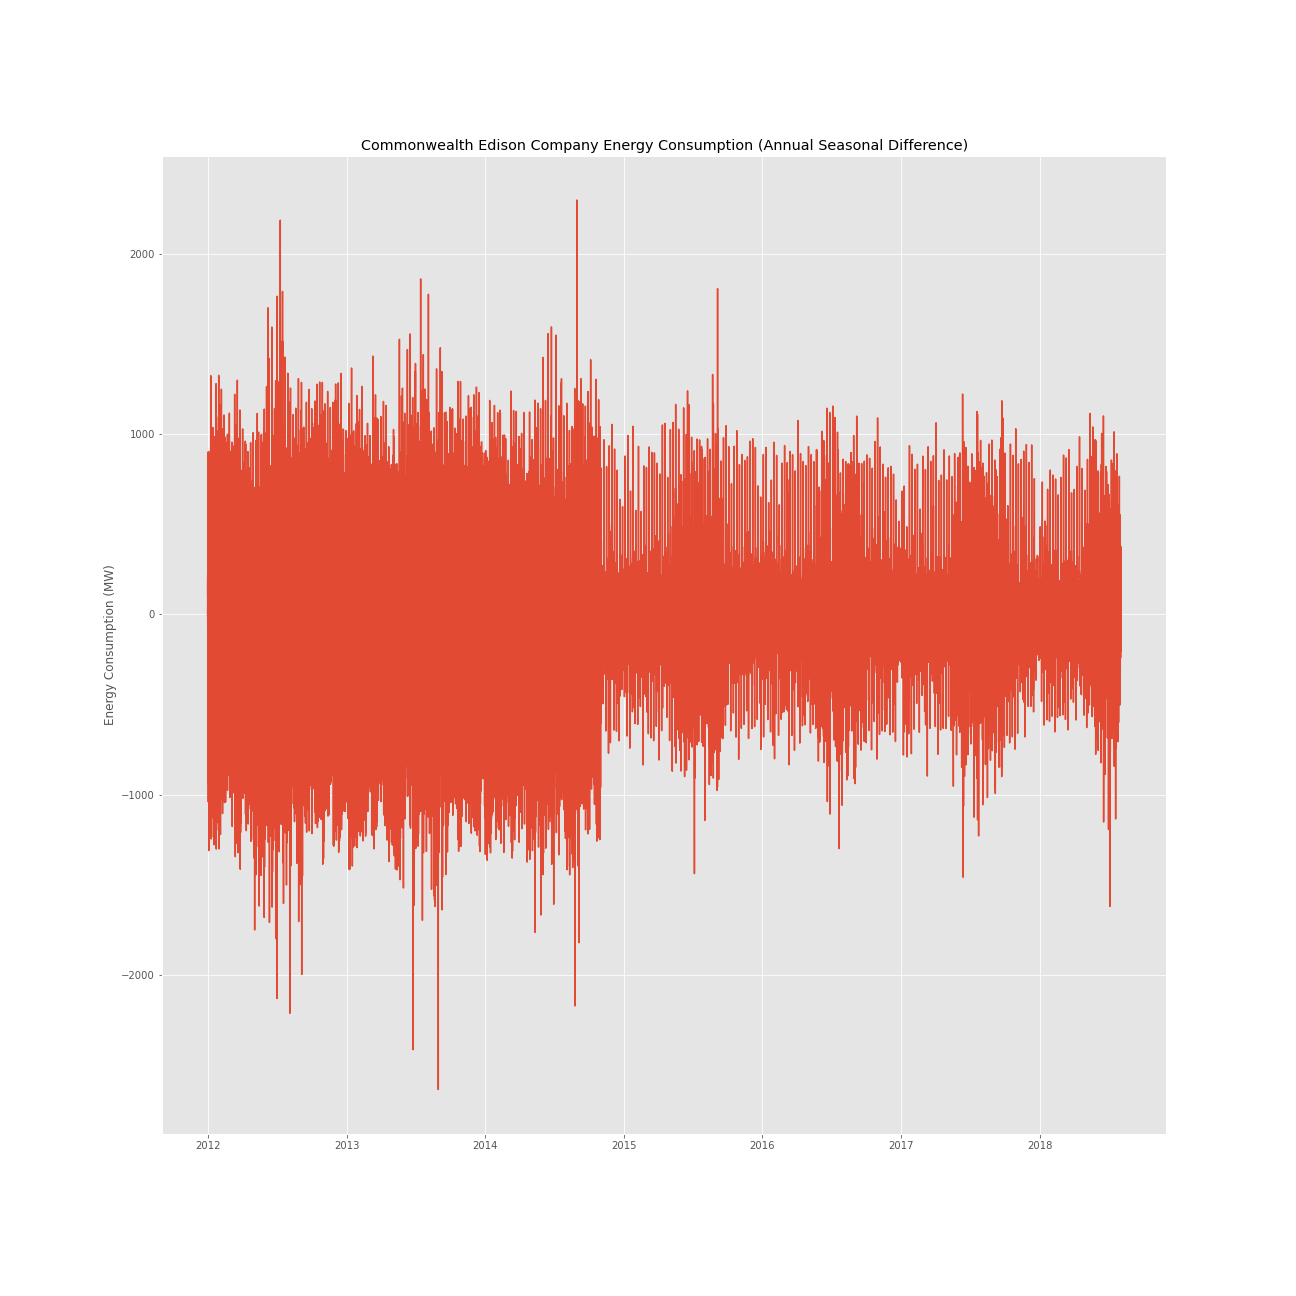 Commonwealth Edison Company Energy Consumption (Annual Seasonal Difference)
Energy Consumption (MW)
2000
1000
0
−1000
−2000
2012 2013 2014 2015 2016 2017 2018